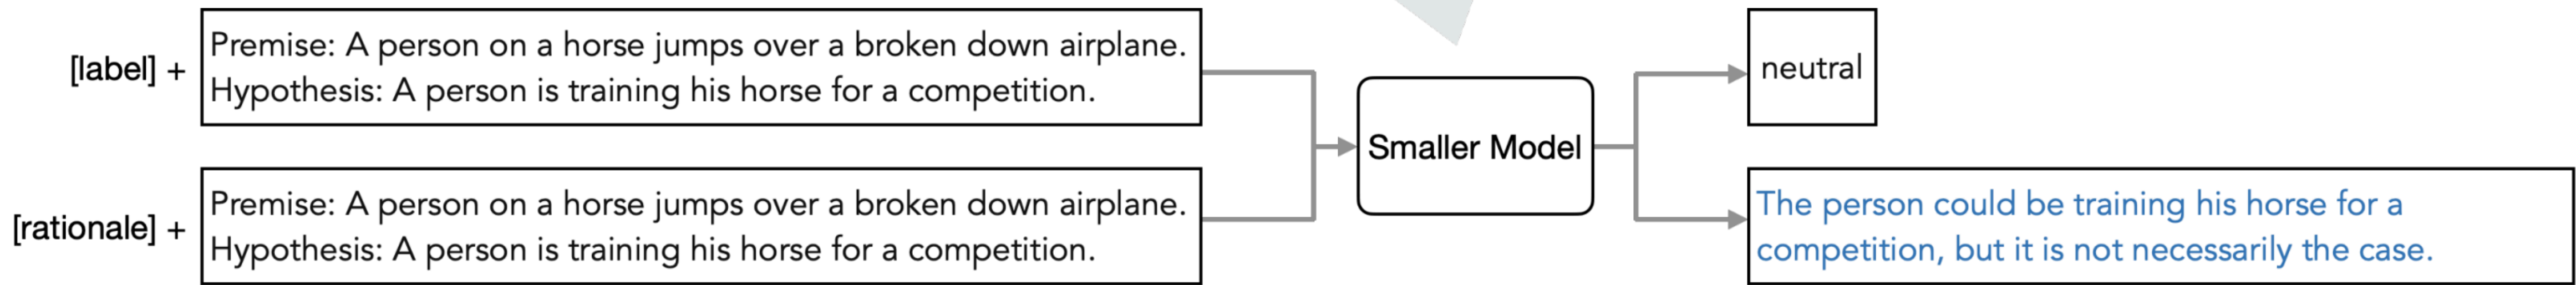 [label] +
Premise: A person on a horse jumps over a broken down airplane.
Hypothesis: A person is training his horse for a competition.
[rationale] +
Premise: A person on a horse jumps over a broken down airplane.
Hypothesis: A person is training his horse for a competition.
Smaller Model
neutral
The person could be training his horse for a
competition, but it is not necessarily the case.